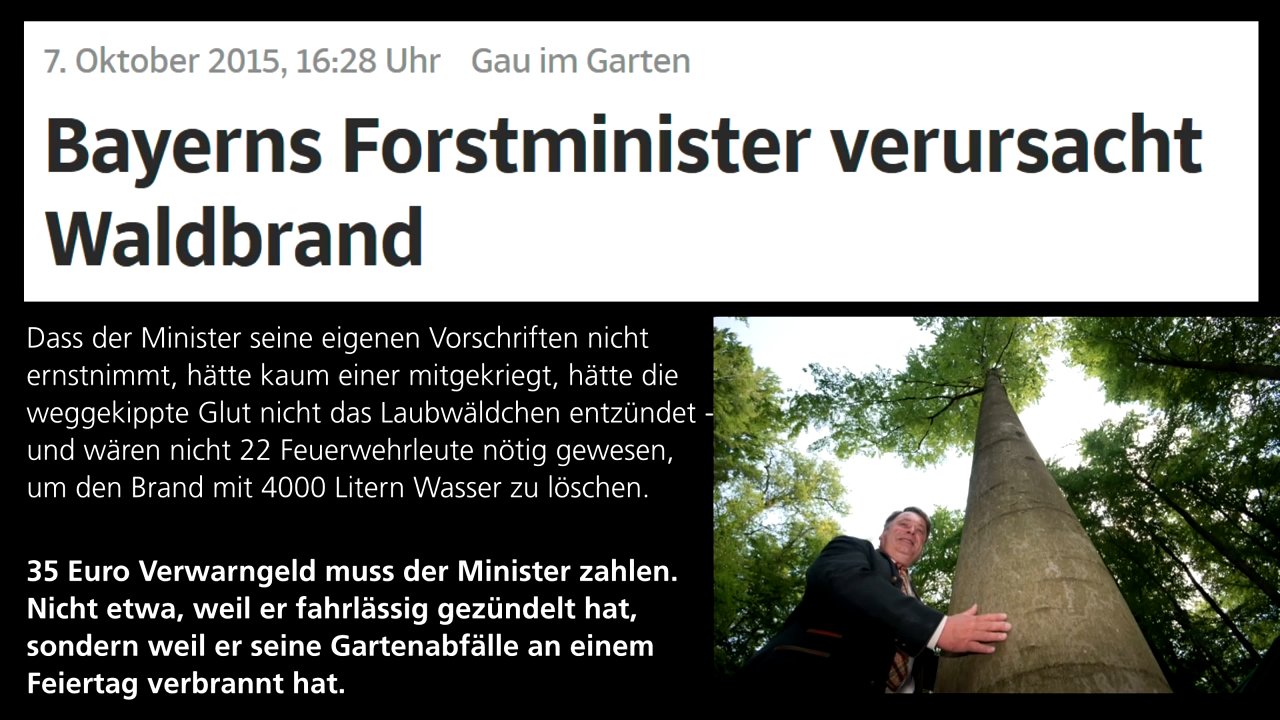 7. Oktober 2015, 16:28 Uhr Gau im Garten
Bayerns Forstminister verursacht
Waldbrand
Dass der Minister seine eigenen Vorschriften nicht
ernstnimmt, hätte kaum einer mitgekriegt, hätte die
weggekippte Glut nicht das Laubwäldchen entzündet -
und wären nicht 22 Feuerwehrleute nötig gewesen,
um den Brand mit 4000 Litern Wasser zu löschen.
35 Euro Verwarngeld muss der Minister zahlen.
Nicht etwa, weil er fahrlässig gezündelt hat,
sondern weil er seine Gartenabfälle an einem
Feiertag verbrannt hat.